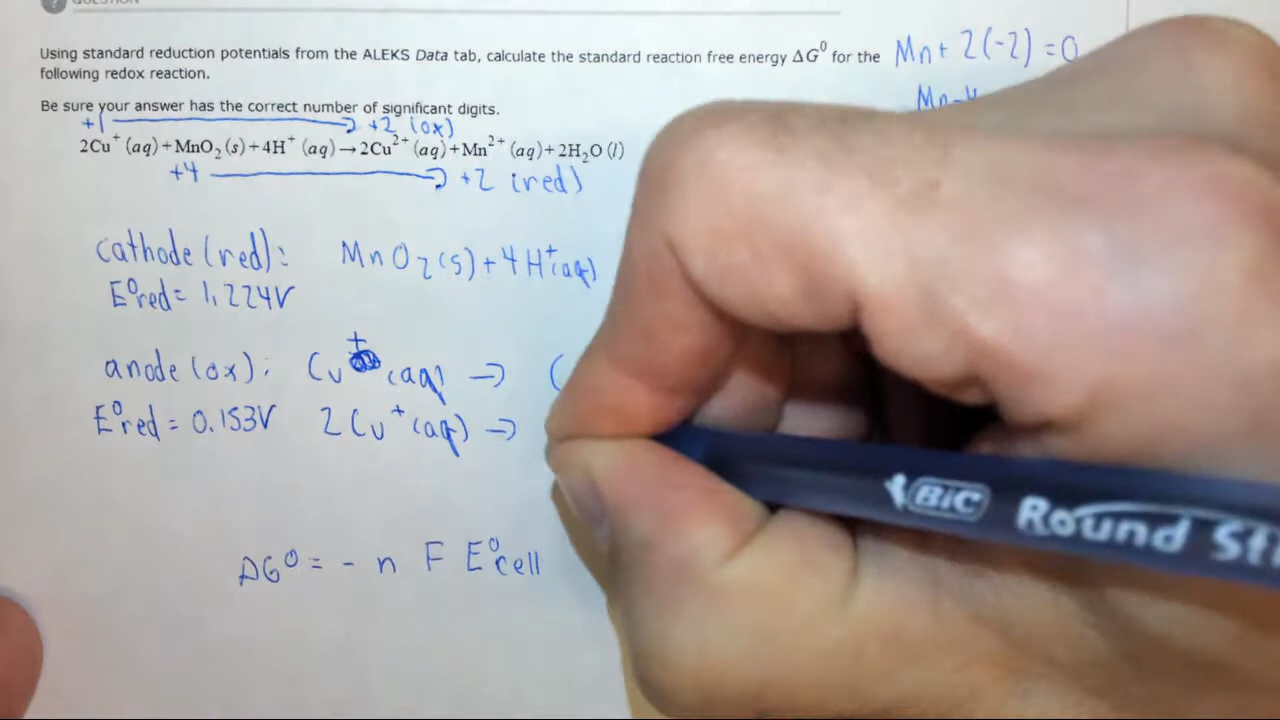 QUESTION
Using standard reduction potentials from the ALEKS Data tab, calculate the standard reaction free energy ΔG⁰ for the
following redox reaction.
Mn + 2(-2) = 0
Be sure your answer has the correct number of significant digits.
+1 → +2 (ox)
2Cu⁺ (aq) + MnO₂ (s) + 4H⁺ (aq) → 2Cu²⁺ (aq) + Mn²⁺ (aq) + 2H₂O (l)
+4 → +2 (red)
cathode (red): MnO₂(s) + 4H⁺(aq)
E⁰red = 1.224V
anode (ox): Cu⁺ (aq) →
E⁰red = 0.153V 2Cu⁺(aq) →
ΔG⁰ = - n F E⁰cell
BIC Round